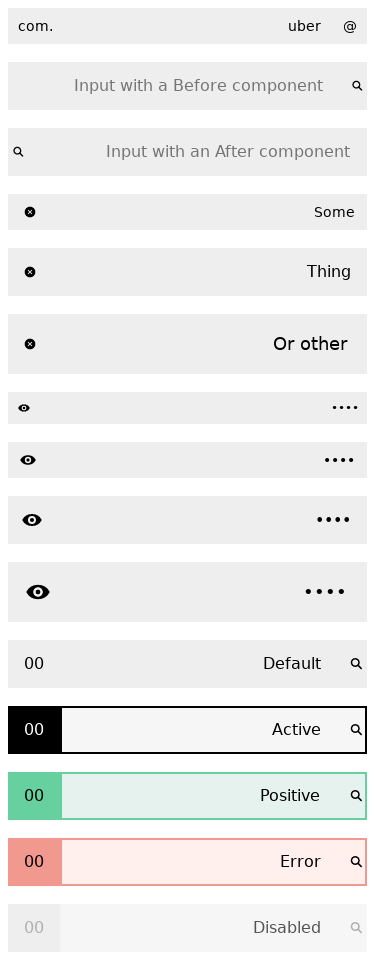 com. uber @
Input with a Before component
Input with an After component
Some
Thing
Or other
••••
••••
••••
••••
00 Default
00 Active
00 Positive
00 Error
00 Disabled